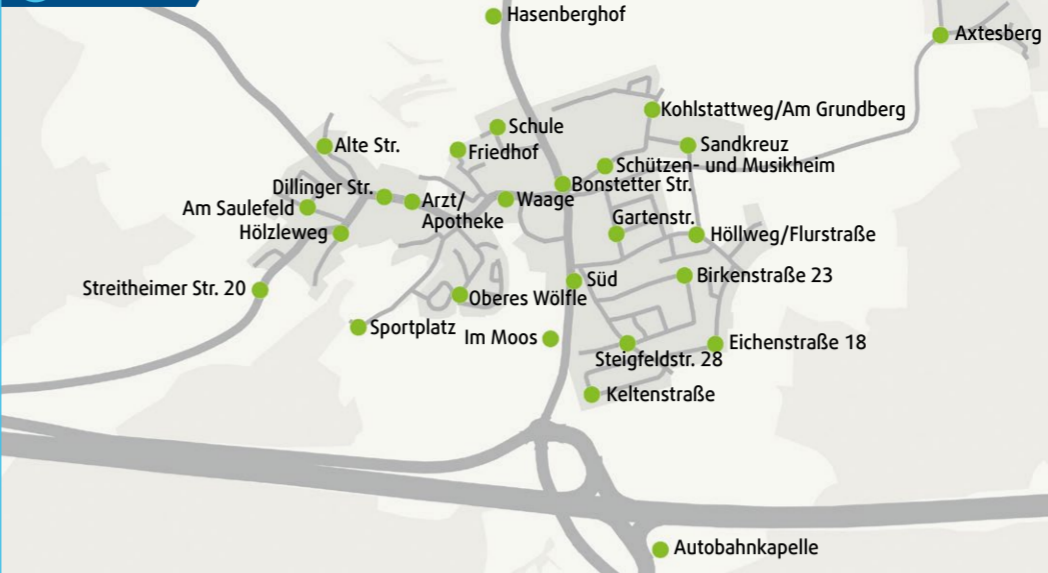 Hasenberghof
Axtesberg
Kohlstattweg/Am Grundberg
Schule
Alte Str.
Friedhof
Sandkreuz
Schützen- und Musikheim
Dillinger Str.
Bonstetter Str.
Am Saulefeld
Arzt/
Apotheke
Waage
Gartenstr.
Hölzleweg
Höllweg/Flurstraße
Streitheimer Str. 20
Süd
Birkenstraße 23
Oberes Wölfle
Sportplatz
Im Moos
Eichenstraße 18
Steigfeldstr. 28
Keltenstraße
Autobahnkapelle